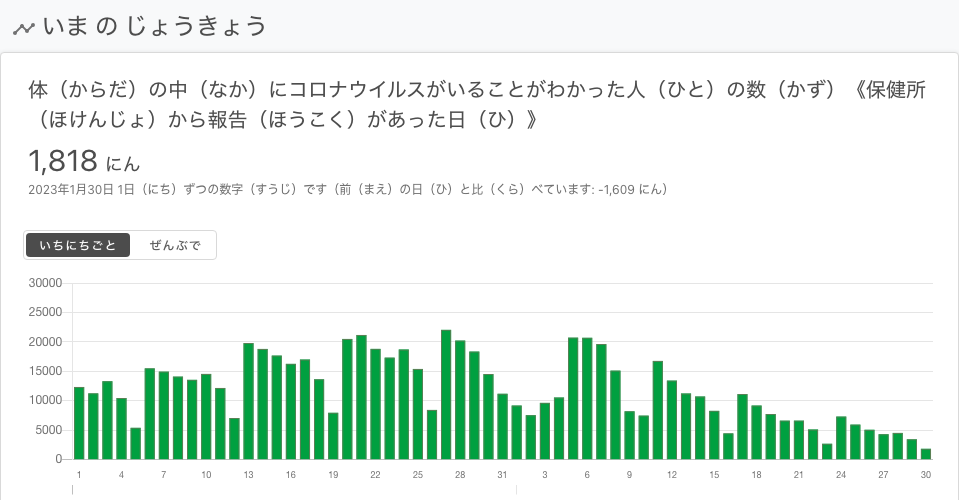 いま の じょうきょう
体（からだ）の中（なか）にコロナウイルスがいることがわかった人（ひと）の数（かず）《保健所
（ほけんじょ）から報告（ほうこく）があった日（ひ）》
1,818 にん
2023年1月30日 1日（にち）ずつの数字（すうじ）です（前（まえ）の日（ひ）と比（くら）べています: -1,609 にん）
いちにちごと ぜんぶで
30000
25000
20000
15000
10000
5000
0
1 4 7 10 13 16 19 22 25 28 31 3 6 9 12 15 18 21 24 27 30